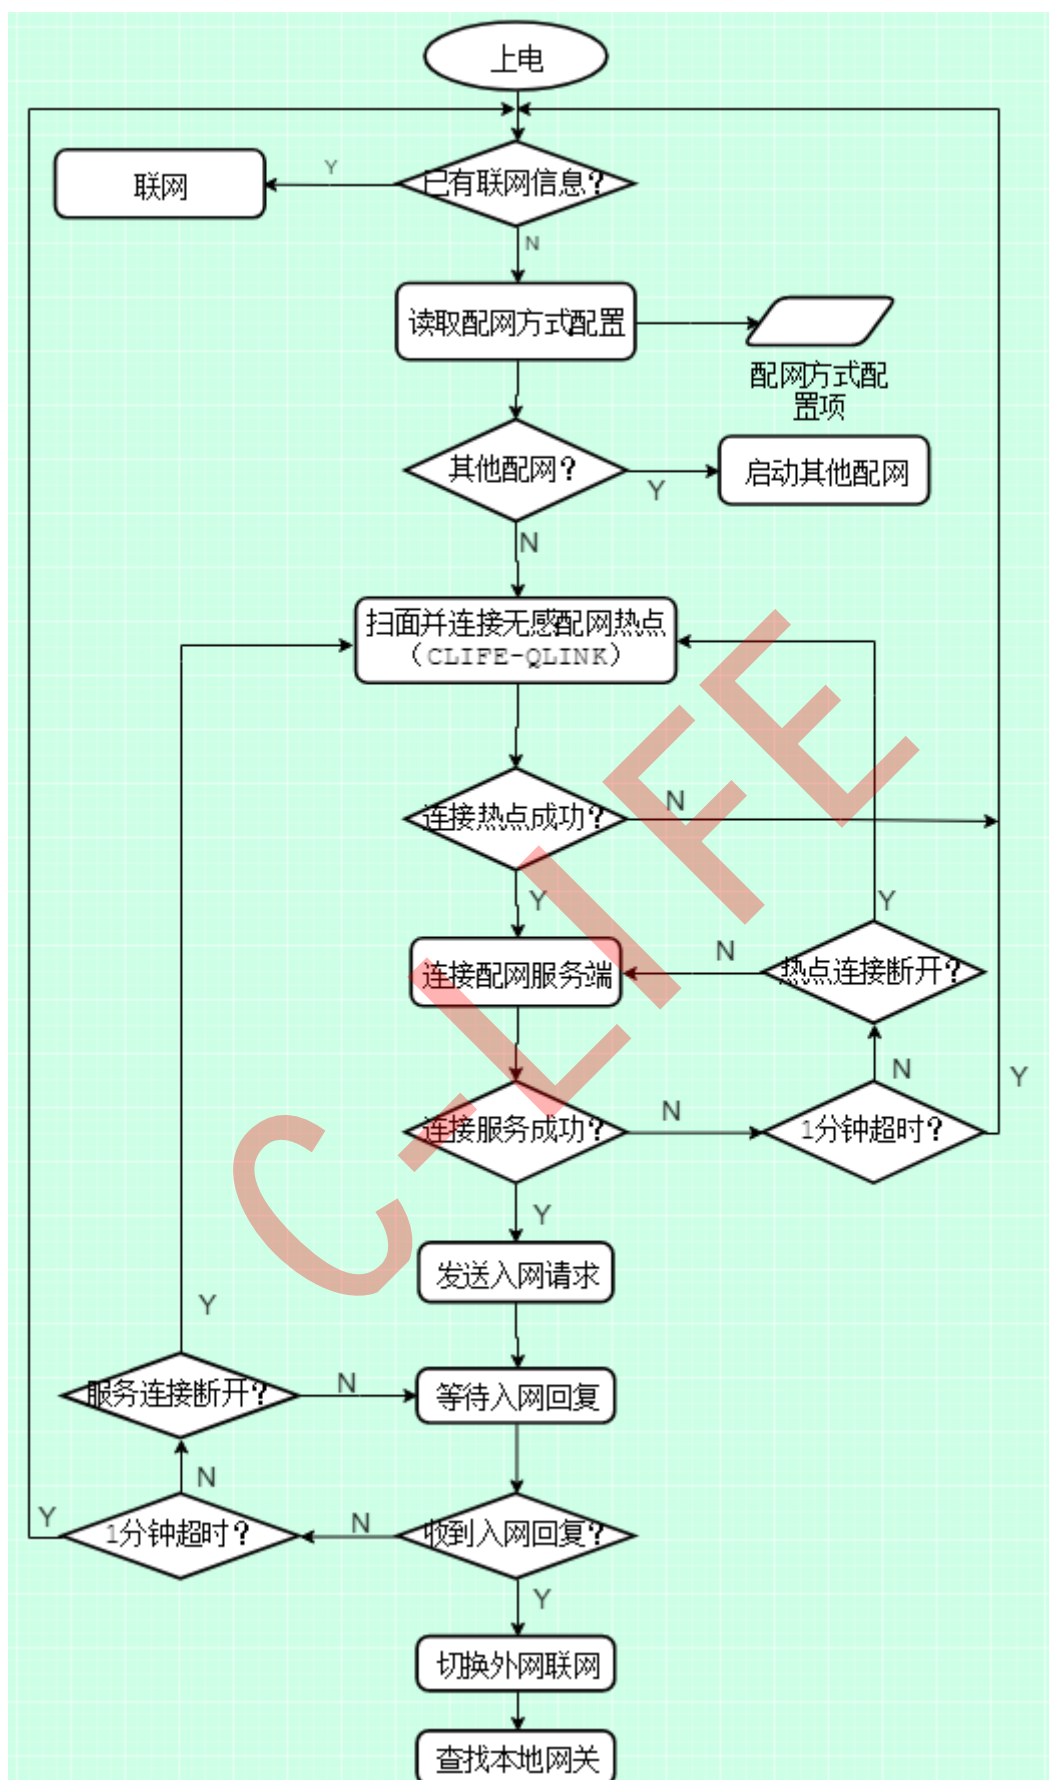 上电
已有联网信息？
Y
联网
N
读取配网方式配置
配网方式配
置项
其他配网？
Y
启动其他配网
N
扫面并连接无感配网热点
（CLIFE-QLINK）
连接热点成功？
N
Y
连接配网服务端
N
热点连接断开？
Y
连接服务成功？
N
1分钟超时？
N
Y
Y
发送入网请求
等待入网回复
服务连接断开？
N
Y
收到入网回复？
N
1分钟超时？
N
Y
Y
切换外网联网
查找本地网关
C-LIFE